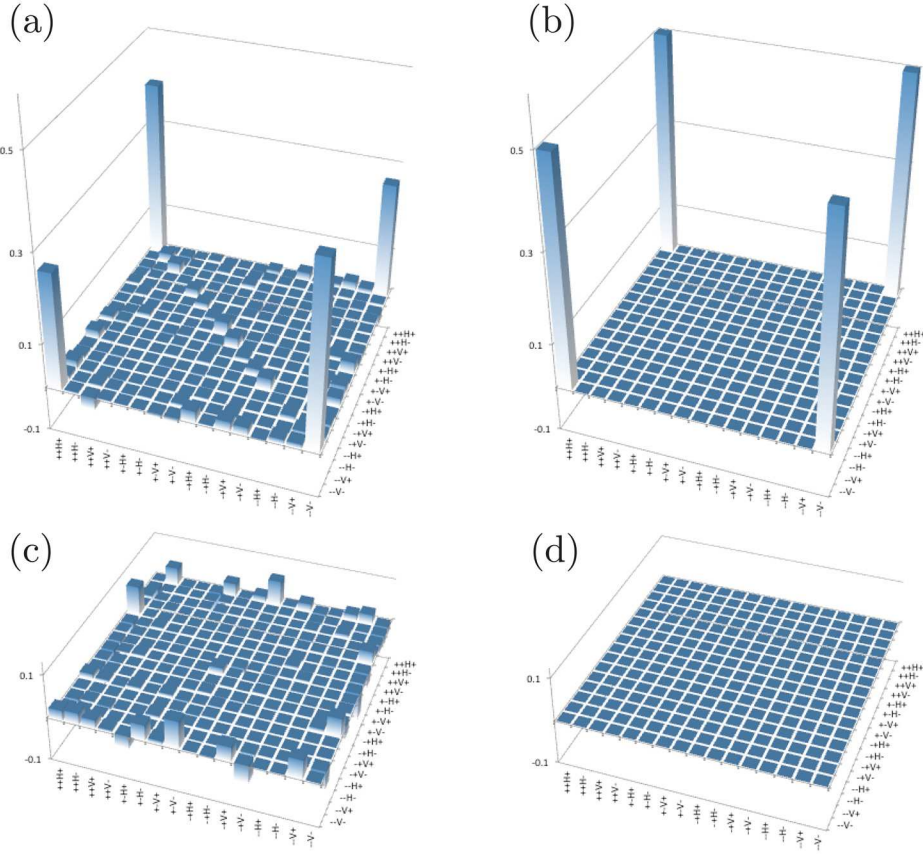 (a)
0.5
0.3
0.1
-0.1
++H+
++H-
++V+
++V-
+-H+
+-H-
+-V+
+-V-
-+H+
-+H-
-+V+
-+V-
--H+
--H-
--V+
--V-
++H+
++H-
++V+
++V-
+-H+
+-H-
+-V+
+-V-
-+H+
-+H-
-+V+
-+V-
--H+
--H-
--V+
--V-
(b)
0.5
0.3
0.1
-0.1
++H+
++H-
++V+
++V-
+-H+
+-H-
+-V+
+-V-
-+H+
-+H-
-+V+
-+V-
--H+
--H-
--V+
--V-
++H+
++H-
++V+
++V-
+-H+
+-H-
+-V+
+-V-
-+H+
-+H-
-+V+
-+V-
--H+
--H-
--V+
--V-
(c)
0.1
-0.1
++H+
++H-
++V+
++V-
+-H+
+-H-
+-V+
+-V-
-+H+
-+H-
-+V+
-+V-
--H+
--H-
--V+
--V-
++H+
++H-
++V+
++V-
+-H+
+-H-
+-V+
+-V-
-+H+
-+H-
-+V+
-+V-
--H+
--H-
--V+
--V-
(d)
0.1
-0.1
++H+
++H-
++V+
++V-
+-H+
+-H-
+-V+
+-V-
-+H+
-+H-
-+V+
-+V-
--H+
--H-
--V+
--V-
++H+
++H-
++V+
++V-
+-H+
+-H-
+-V+
+-V-
-+H+
-+H-
-+V+
-+V-
--H+
--H-
--V+
--V-